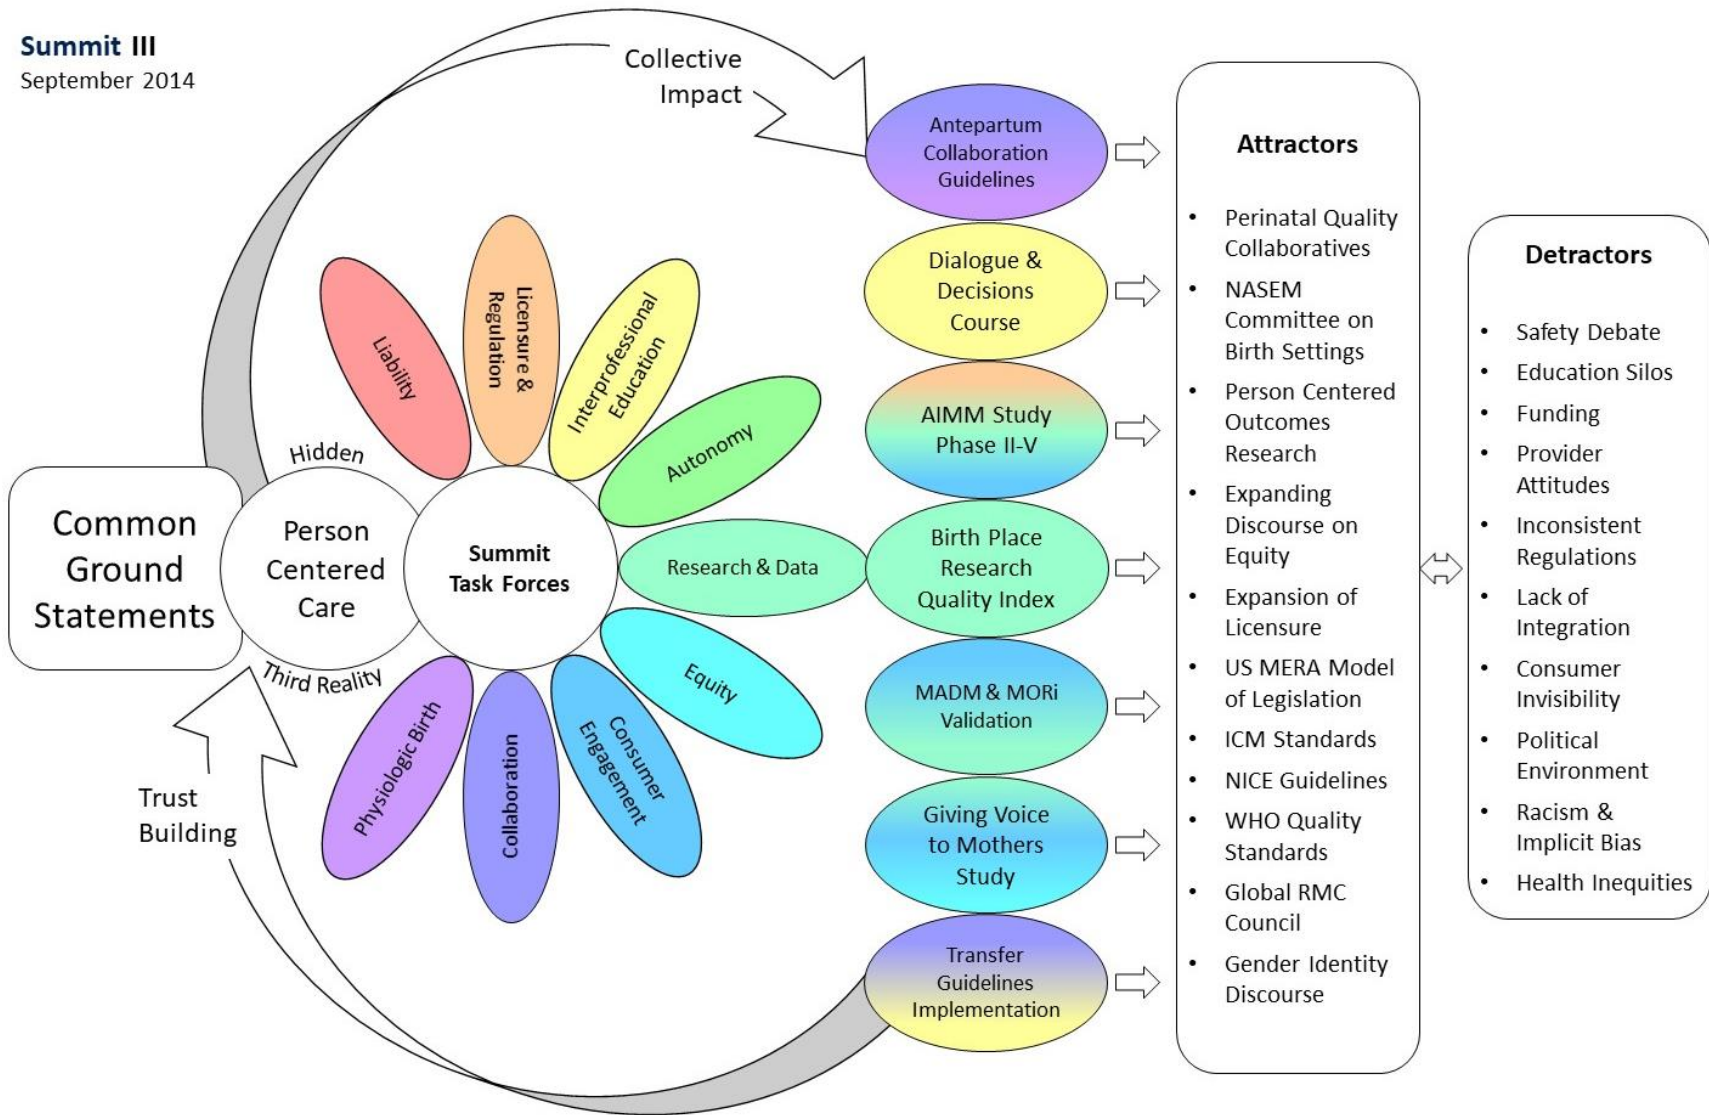 Summit III
September 2014
Collective
Impact
Common
Ground
Statements
Hidden
Person
Centered
Care
Third Reality
Trust
Building
Summit
Task Forces
Liability
Licensure &
Regulation
Interprofessional
Education
Autonomy
Research & Data
Equity
Consumer
Engagement
Collaboration
Physiologic Birth
Antepartum
Collaboration
Guidelines
Dialogue &
Decisions
Course
AIMM Study
Phase II-V
Birth Place
Research
Quality Index
MADM & MORi
Validation
Giving Voice
to Mothers
Study
Transfer
Guidelines
Implementation
Attractors
• Perinatal Quality
Collaboratives
• NASEM
Committee on
Birth Settings
• Person Centered
Outcomes
Research
• Expanding
Discourse on
Equity
• Expansion of
Licensure
• US MERA Model
of Legislation
• ICM Standards
• NICE Guidelines
• WHO Quality
Standards
• Global RMC
Council
• Gender Identity
Discourse
Detractors
• Safety Debate
• Education Silos
• Funding
• Provider
Attitudes
• Inconsistent
Regulations
• Lack of
Integration
• Consumer
Invisibility
• Political
Environment
• Racism &
Implicit Bias
• Health Inequities